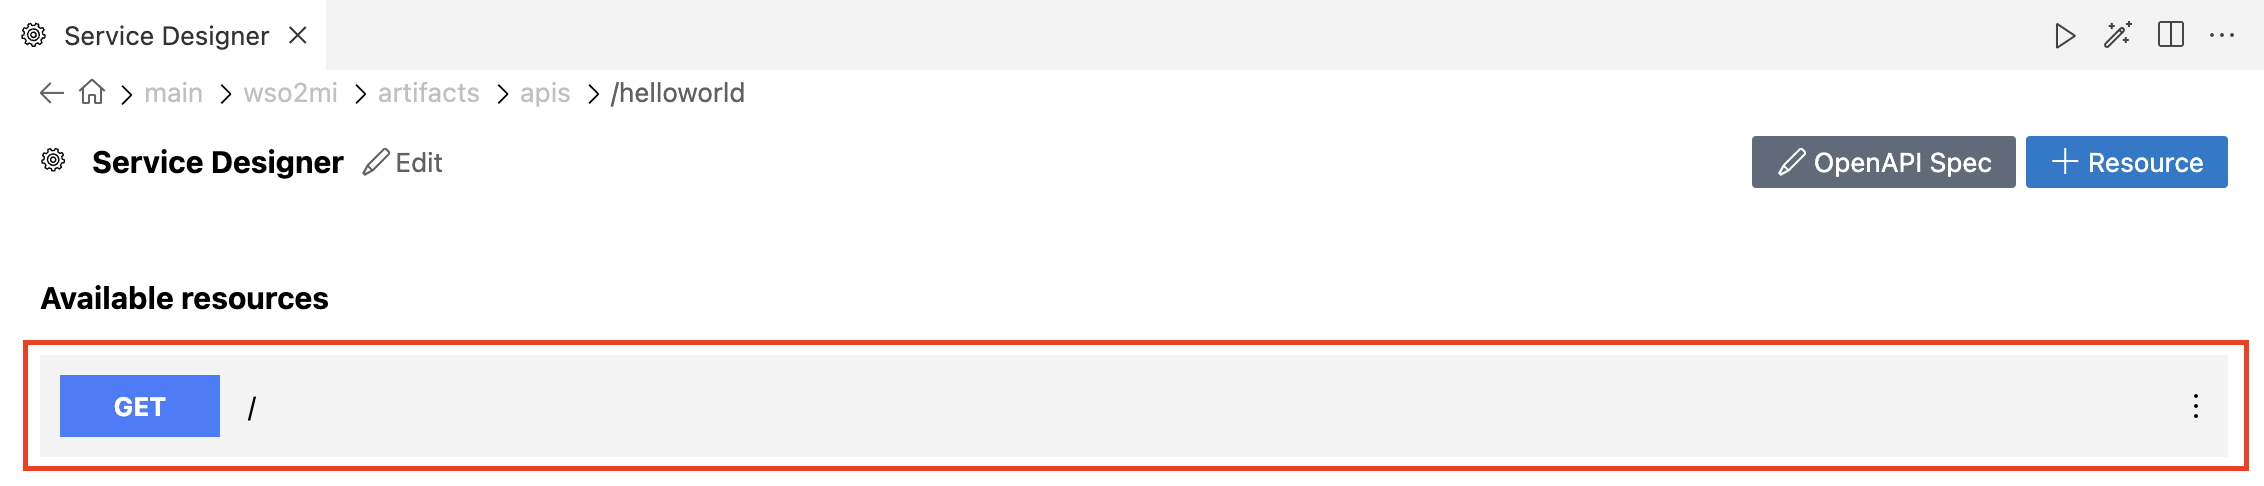 Service Designer
main wso2mi artifacts apis /helloworld
Service Designer Edit OpenAPI Spec Resource
Available resources
GET /